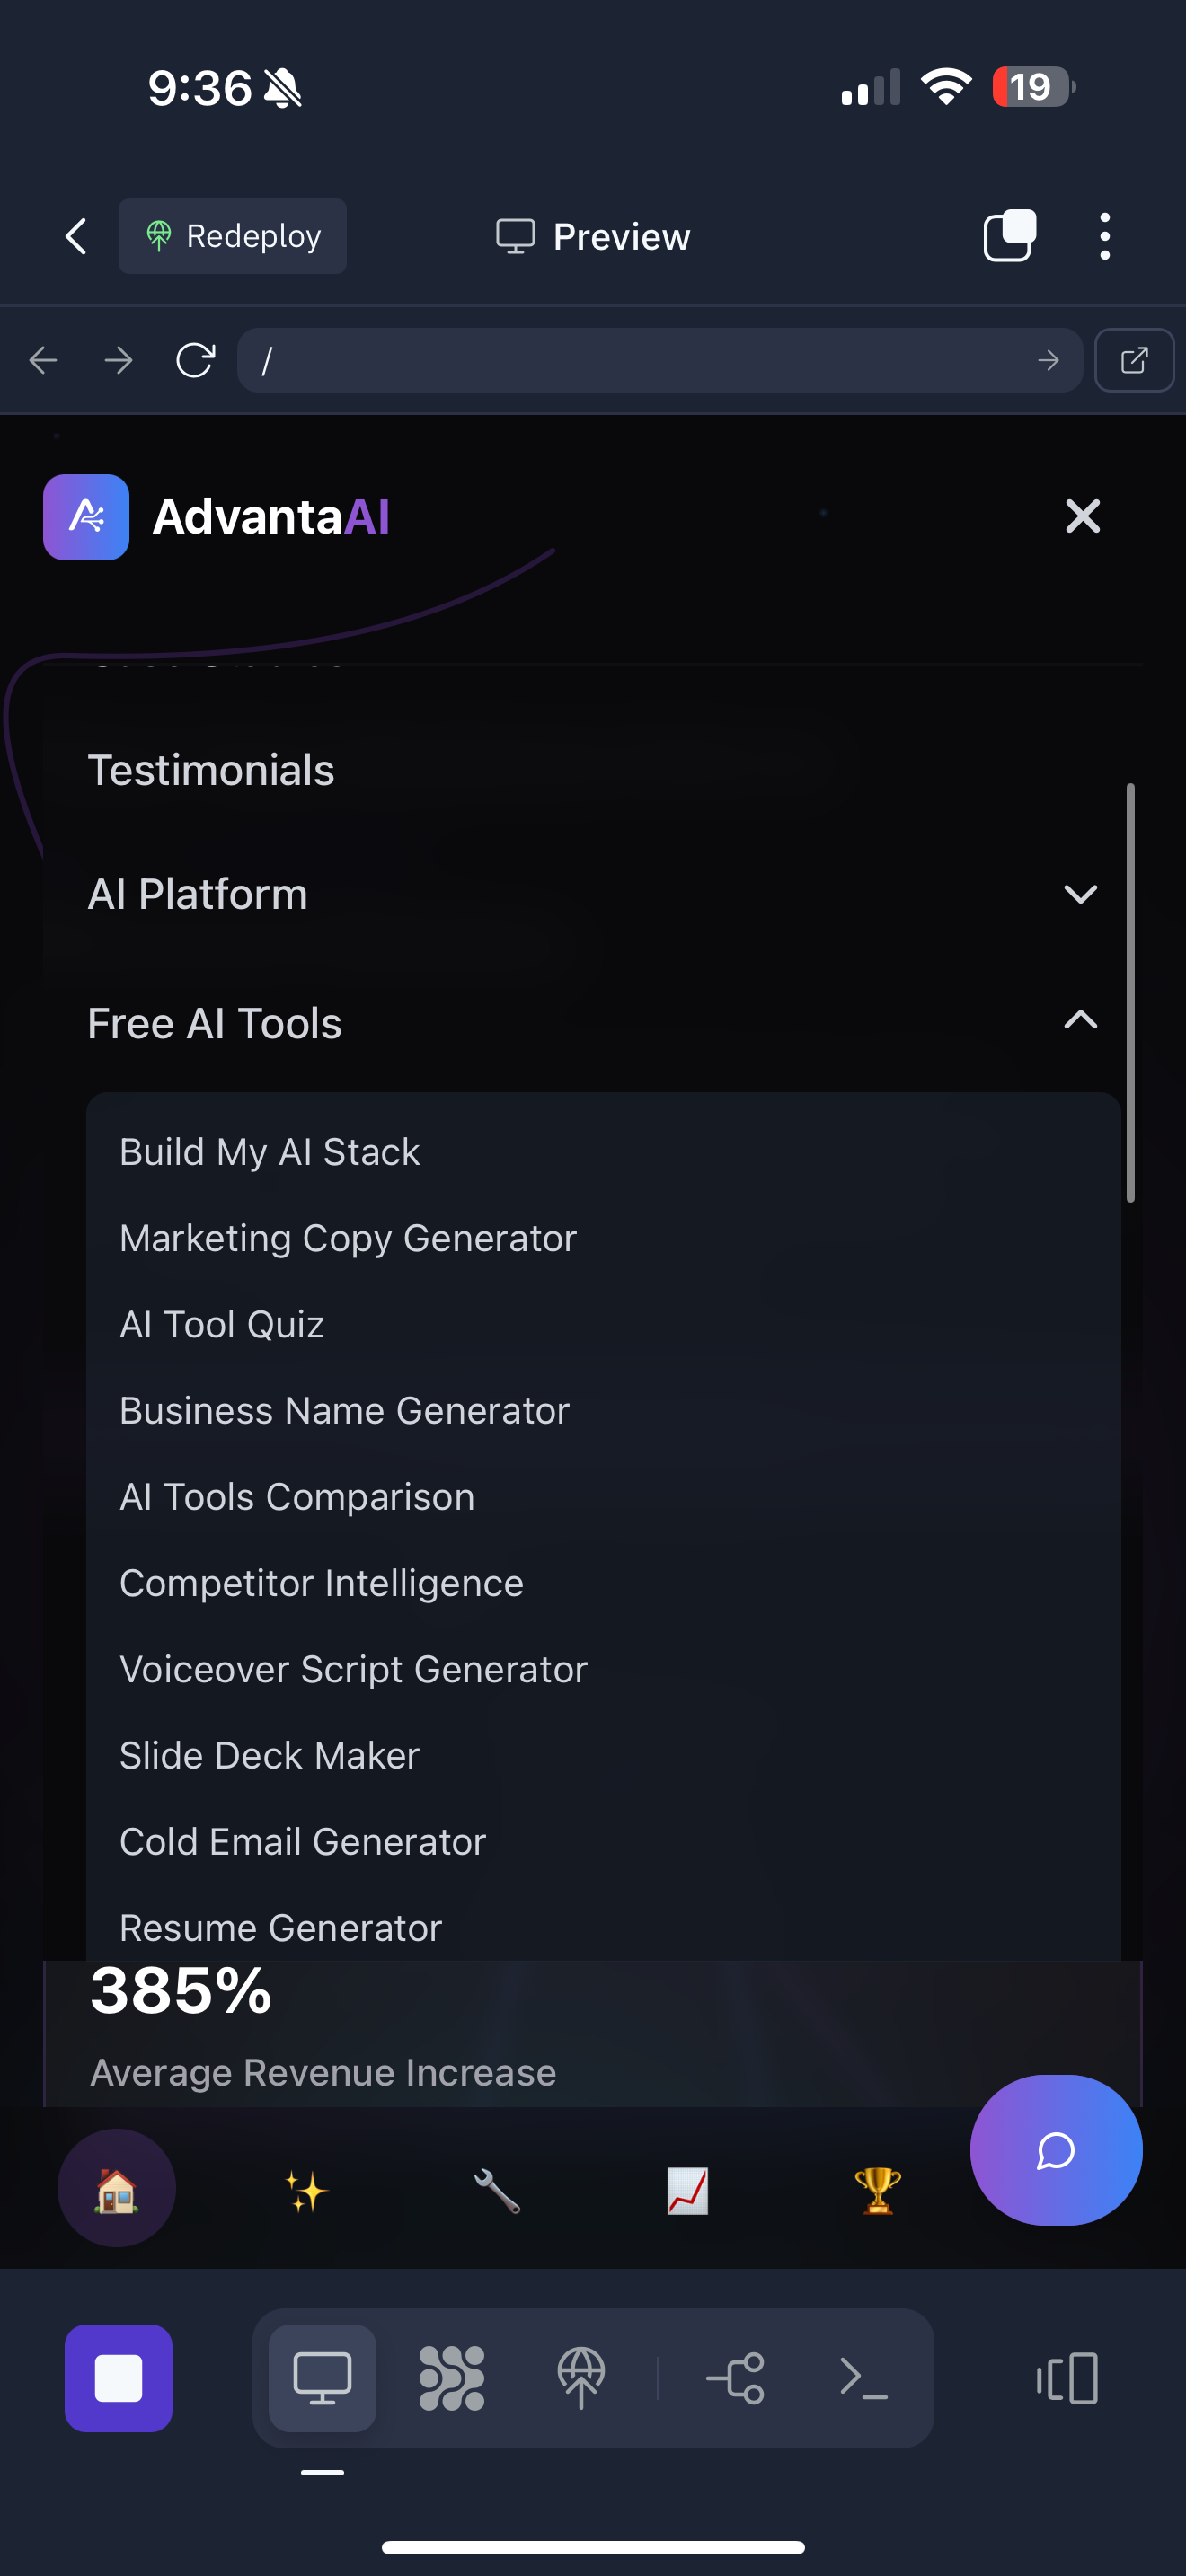 9:36
19
Redeploy
Preview
/
AdvantaAI
Testimonials
AI Platform
Free AI Tools
Build My AI Stack
Marketing Copy Generator
AI Tool Quiz
Business Name Generator
AI Tools Comparison
Competitor Intelligence
Voiceover Script Generator
Slide Deck Maker
Cold Email Generator
Resume Generator
385%
Average Revenue Increase